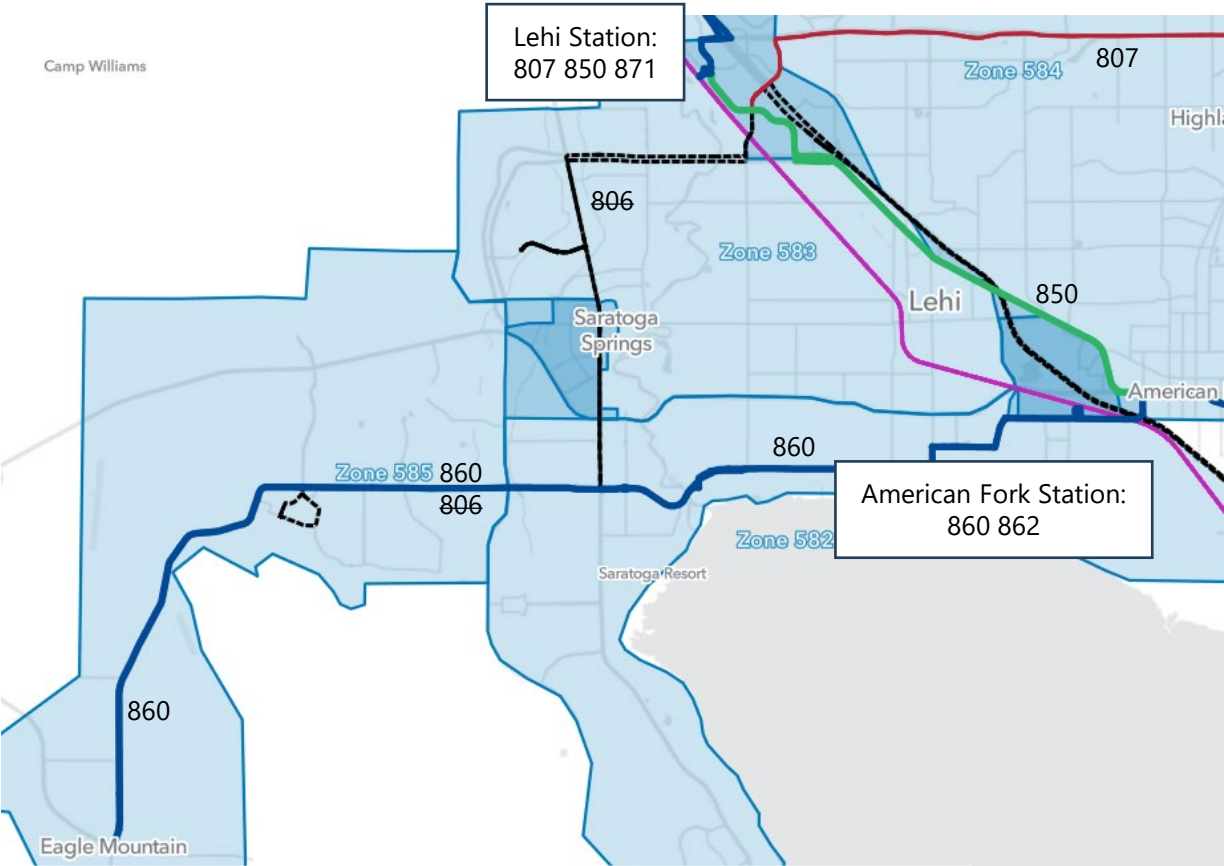 Lehi Station:
807 850 871
Camp Williams
Zone 584
807
806
Zone 583
850
Lehi
Saratoga
Springs
American
Zone 585
860
860
806
American Fork Station:
860 862
Zone 582
Saratoga Resort
860
Eagle Mountain